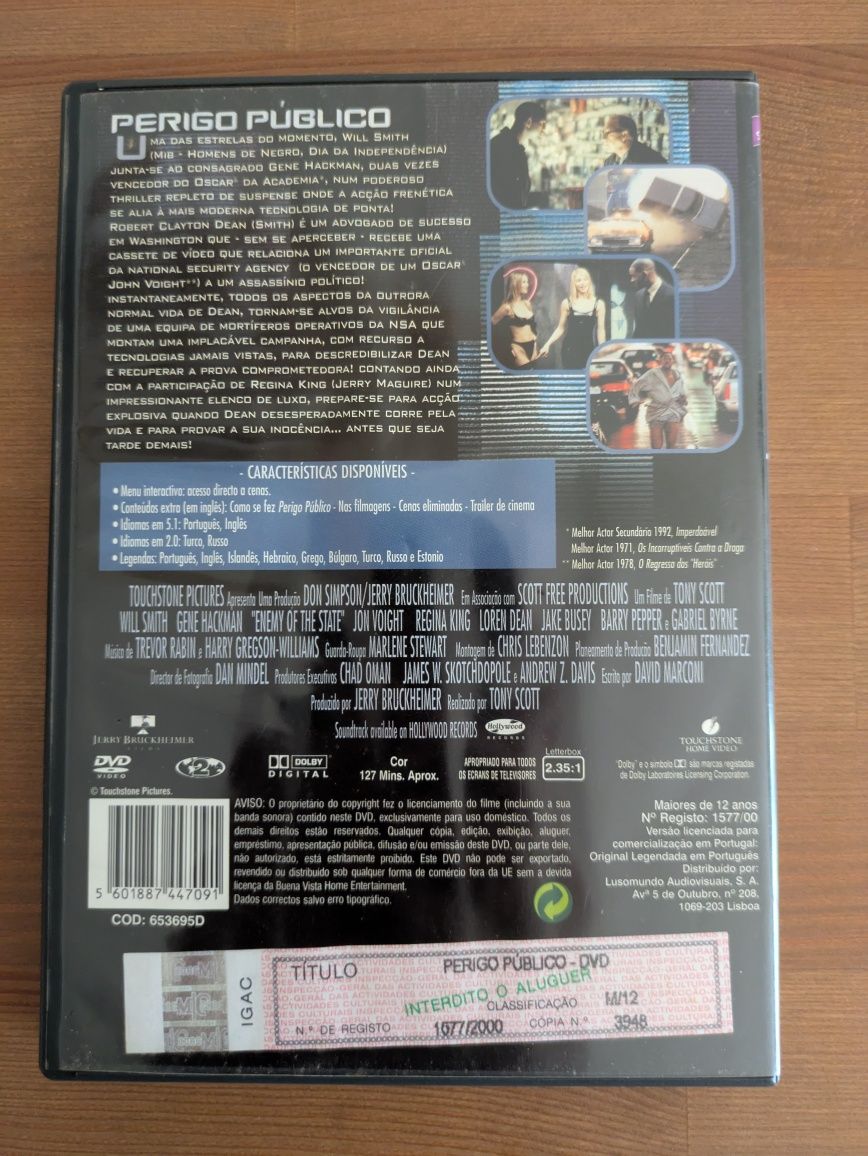 PERIGO PÚBLICO
UMA DAS ESTRELAS DO MOMENTO, WILL SMITH
(MIB - HOMENS DE NEGRO, DIA DA INDEPENDÊNCIA)
JUNTA-SE AO CONSAGRADO GENE HACKMAN, DUAS VEZES
VENCEDOR DO OSCAR® DA ACADEMIA*, NUM PODEROSO
THRILLER REPLETO DE SUSPENSE ONDE A ACÇÃO FRENÉTICA
SE ALIA À MAIS MODERNA TECNOLOGIA DE PONTA!
ROBERT CLAYTON DEAN (SMITH) É UM ADVOGADO DE SUCESSO
EM WASHINGTON QUE - SEM SE APERCEBER - RECEBE UMA
CASSETE DE VÍDEO QUE RELACIONA UM IMPORTANTE OFICIAL
DA NATIONAL SECURITY AGENCY (O VENCEDOR DE UM OSCAR®
JOHN VOIGHT**) A UM ASSASSÍNIO POLÍTICO!
INSTANTANEAMENTE, TODOS OS ASPECTOS DA OUTRORA
NORMAL VIDA DE DEAN, TORNAM-SE ALVOS DA VIGILÂNCIA
DE UMA EQUIPA DE MORTÍFEROS OPERATIVOS DA NSA QUE
MONTAM UMA IMPLACÁVEL CAMPANHA, COM RECURSO A
TECNOLOGIAS JAMAIS VISTAS, PARA DESCREDIBILIZAR DEAN
E RECUPERAR A PROVA COMPROMETEDORA! CONTANDO AINDA
COM A PARTICIPAÇÃO DE REGINA KING (JERRY MAGUIRE) NUM
IMPRESSIONANTE ELENCO DE LUXO, PREPARE-SE PARA ACÇÃO
EXPLOSIVA QUANDO DEAN DESESPERADAMENTE CORRE PELA
VIDA E PARA PROVAR A SUA INOCÊNCIA... ANTES QUE SEJA
TARDE DEMAIS!
- CARACTERÍSTICAS DISPONÍVEIS -
• Menu interactivo: acesso directo a cenas.
• Conteúdos extra (em inglês): Como se fez Perigo Público - Nas filmagens - Cenas eliminadas - Trailer de cinema
• Idiomas em 5.1: Português, Inglês
• Idiomas em 2.0: Turco, Russo
• Legendas: Português, Inglês, Islandês, Hebraico, Grego, Búlgaro, Turco, Russo e Estonio
* Melhor Actor Secundário 1992, Imperdoável
Melhor Actor 1971, Os Incorruptíveis Contra a Droga
** Melhor Actor 1978, O Regresso dos "Heróis"
TOUCHSTONE PICTURES Apresenta Uma Produção DON SIMPSON/JERRY BRUCKHEIMER Em Associação com SCOTT FREE PRODUCTIONS Um Filme de TONY SCOTT
WILL SMITH GENE HACKMAN "ENEMY OF THE STATE" JON VOIGHT REGINA KING LOREN DEAN JAKE BUSEY BARRY PEPPER e GABRIEL BYRNE
Música de TREVOR RABIN e HARRY GREGSON-WILLIAMS Guarda-Roupa MARLENE STEWART Montagem de CHRIS LEBENZON Planeamento de Produção BENJAMIN FERNANDEZ
Director de Fotografia DAN MINDEL Produtores Executivos CHAD OMAN JAMES W. SKOTCHDOPOLE e ANDREW Z. DAVIS Escrito por DAVID MARCONI
Produzido por JERRY BRUCKHEIMER Realizado por TONY SCOTT
Soundtrack available on HOLLYWOOD RECORDS Hollywood RECORDS
JERRY BRUCKHEIMER
FILMS
TOUCHSTONE
HOME VIDEO
DVD
VIDEO
2
DOLBY
DIGITAL
Cor
127 Mins. Aprox.
APROPRIADO PARA TODOS
OS ECRANS DE TELEVISORES
Letterbox
2.35:1
"Dolby" e o símbolo DD são marcas registadas
de Dolby Laboratoires Licensing Corporation.
© Touchstone Pictures.
5 601887 447091
COD: 653695D
AVISO: O proprietário do copyright fez o licenciamento do filme (incluindo a sua
banda sonora) contido neste DVD, exclusivamente para uso doméstico. Todos os
demais direitos estão reservados. Qualquer cópia, edição, exibição, aluguer,
empréstimo, apresentação pública, difusão e/ou emissão deste DVD, ou parte dele,
não autorizado, está estritamente proibido. Este DVD não pode ser exportado,
revendido ou distribuido sob qualquer forma de comércio fora da UE sem a devida
licença da Buena Vista Home Entertainment.
Dados correctos salvo erro tipográfico.
Maiores de 12 anos
Nº Registo: 1577/00
Versão licenciada para
comercialização em Portugal:
Original Legendada em Português
Distribuido por:
Lusomundo Audiovisuais, S. A.
Avª 5 de Outubro, nº 208,
1069-203 Lisboa
IGAC
TÍTULO PERIGO PÚBLICO - DVD
INTERDITO O ALUGUER
CLASSIFICAÇÃO M/12
N.º DE REGISTO 1577/2000 CÓPIA N.º 3948